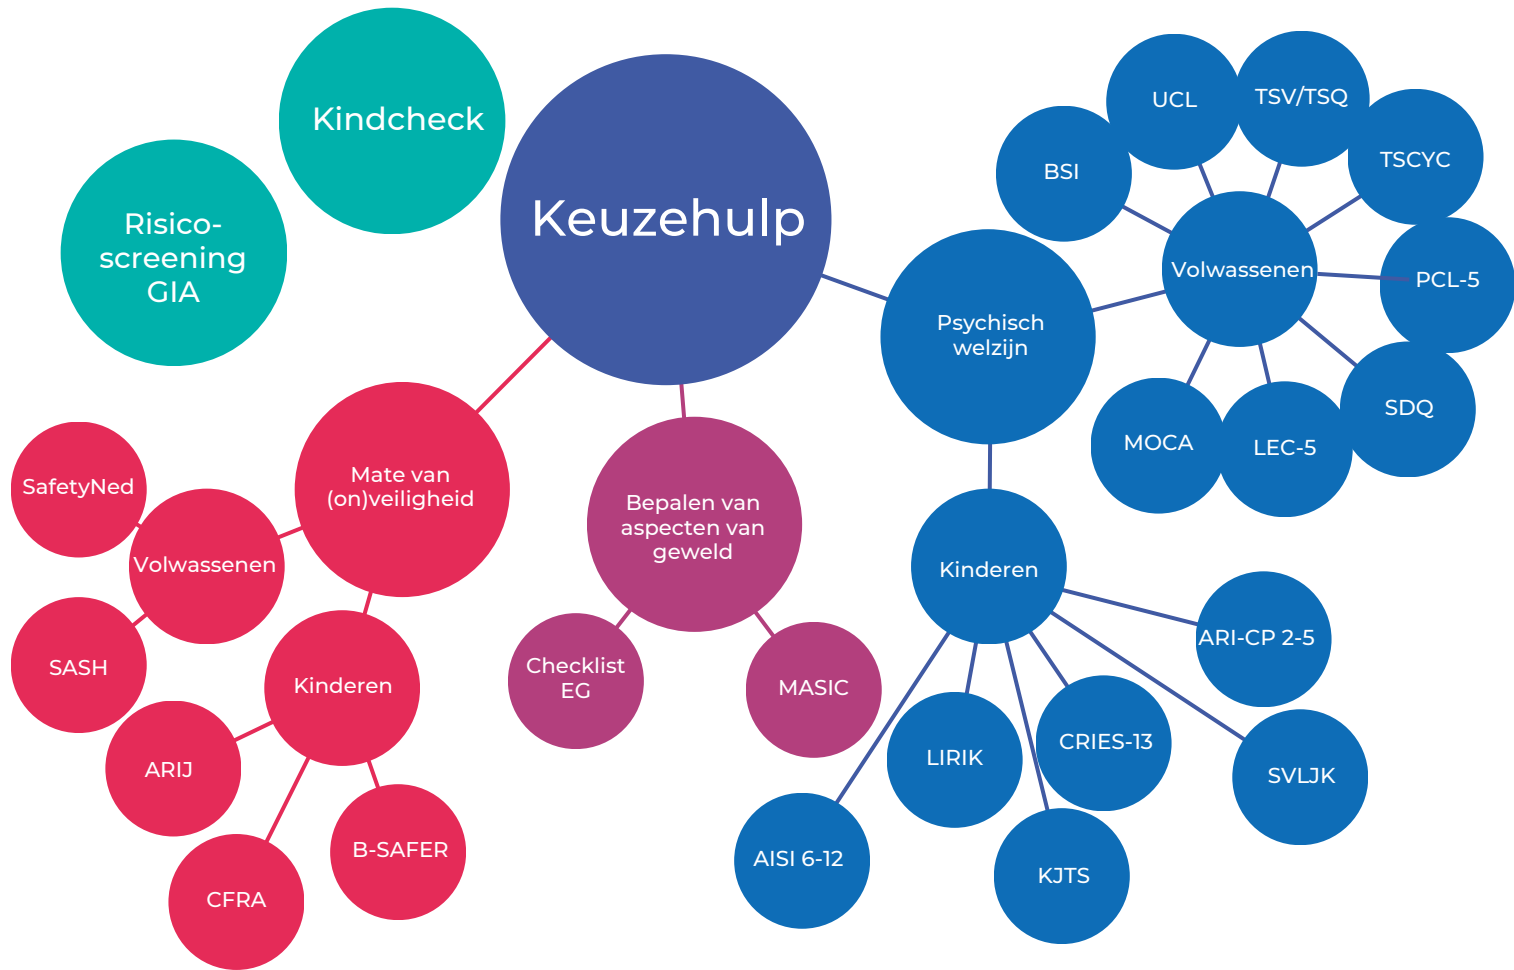 Kindcheck
Risico-
screening
GIA
Keuzehulp
UCL
TSV/TSQ
TSCYC
BSI
Volwassenen
PCL-5
SDQ
LEC-5
MOCA
Psychisch
welzijn
Mate van
(on)veiligheid
SafetyNed
Volwassenen
SASH
Kinderen
ARIJ
CFRA
B-SAFER
Bepalen van
aspecten van
geweld
Checklist
EG
MASIC
Kinderen
ARI-CP 2-5
SVLJK
CRIES-13
LIRIK
KJTS
AISI 6-12